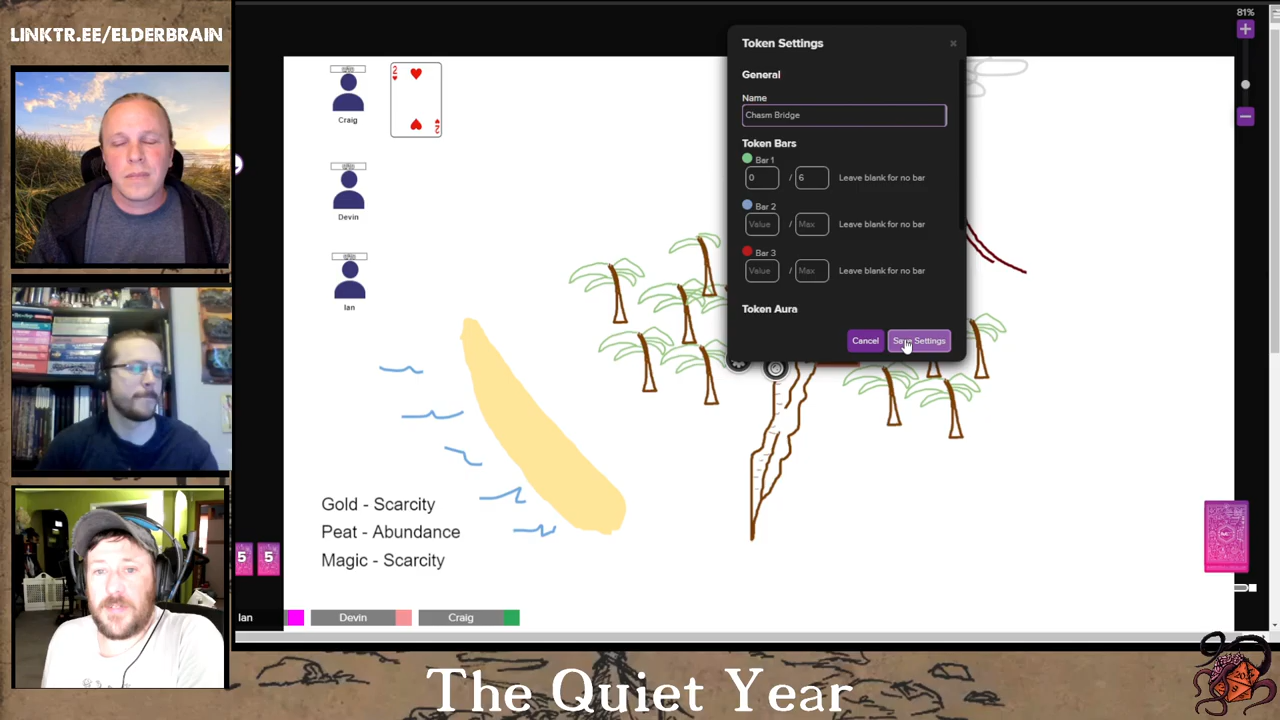 LINKTR.EE/ELDERBRAIN
81%
Token Settings
×
General
Name
Chasm Bridge
Token Bars
Bar 1
0 / 6 Leave blank for no bar
Bar 2
Value / Max Leave blank for no bar
Bar 3
Value / Max Leave blank for no bar
Token Aura
Cancel Save Settings
Craig
2
2
Devin
Ian
Gold - Scarcity
Peat - Abundance
Magic - Scarcity
5 5
Ian Devin Craig
The Quiet Year